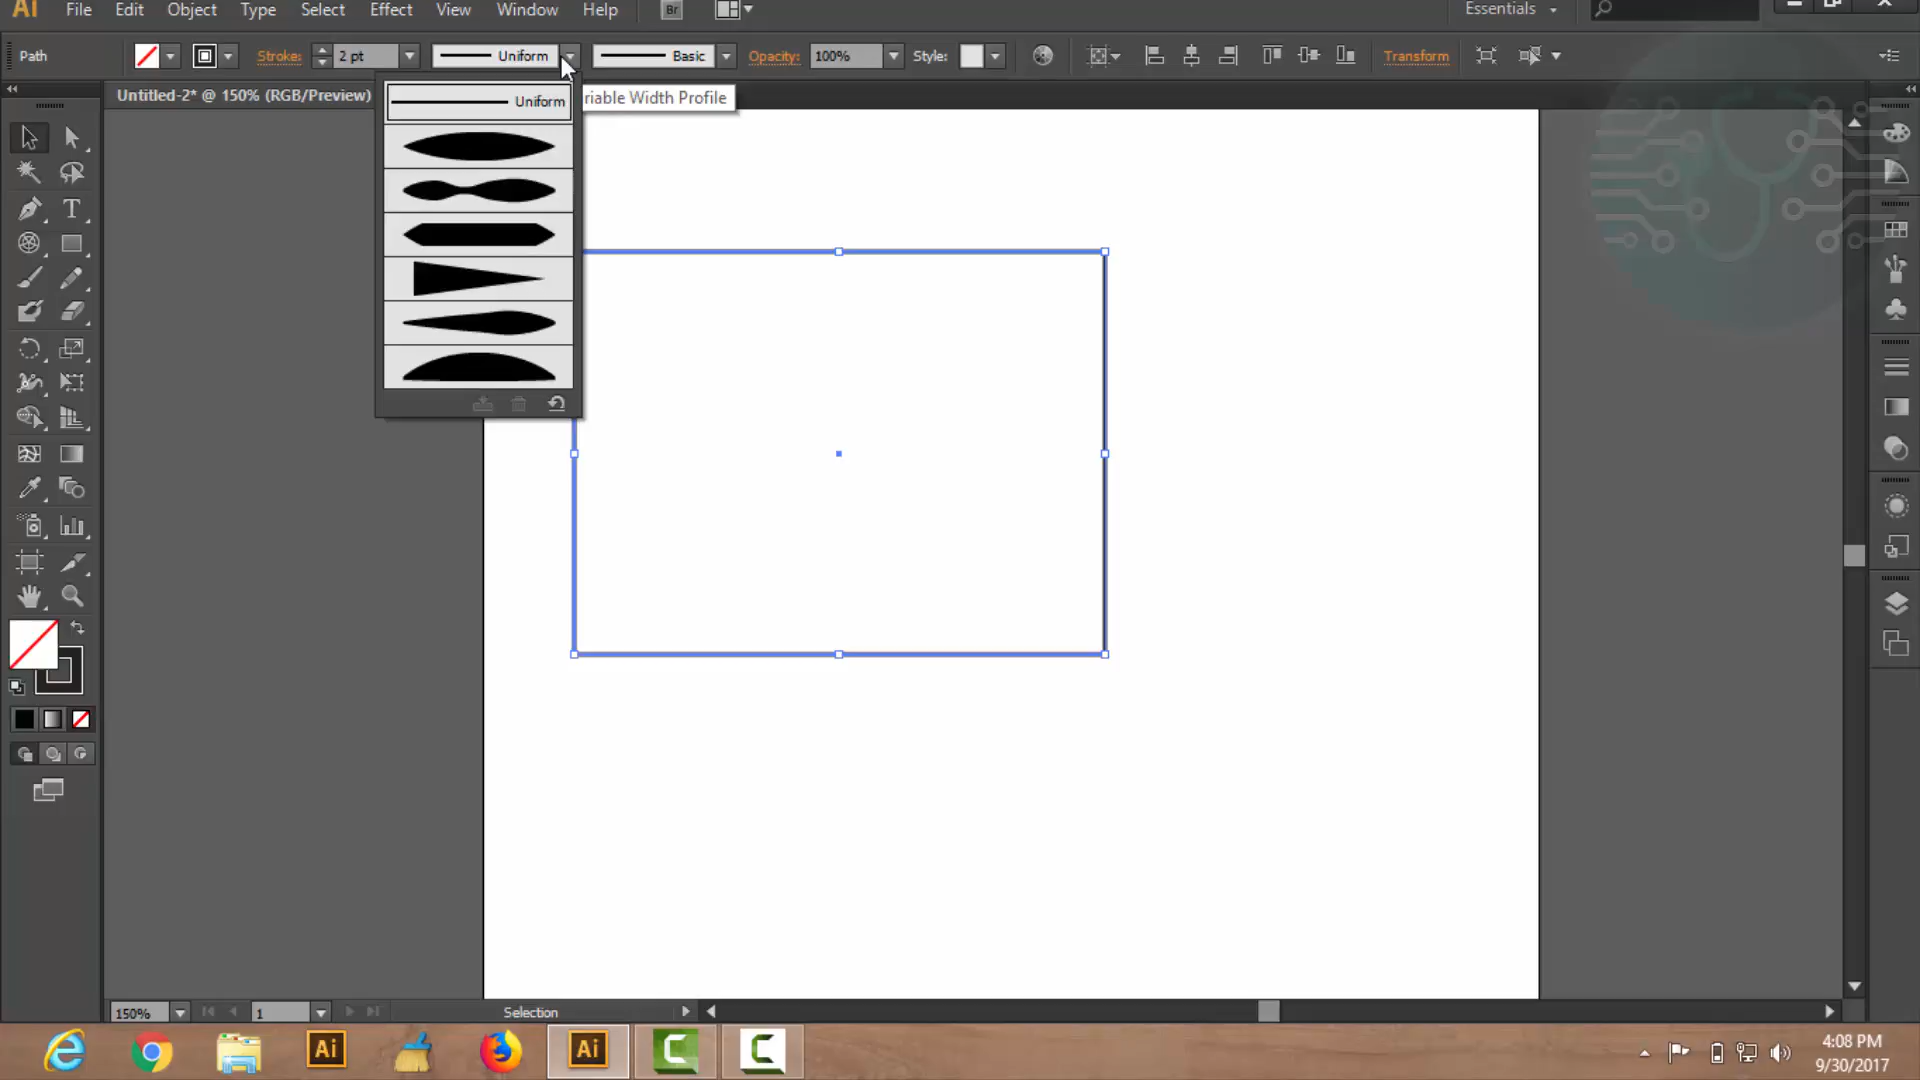 Ai File Edit Object Type Select Effect View Window Help Br Essentials
Path Stroke: 2 pt Uniform Basic Opacity: 100% Style: Transform
Untitled-2* @ 150% (RGB/Preview)
Uniform
riable Width Profile
T
150% 1 Selection
Ai Ai C C
4:08 PM
9/30/2017